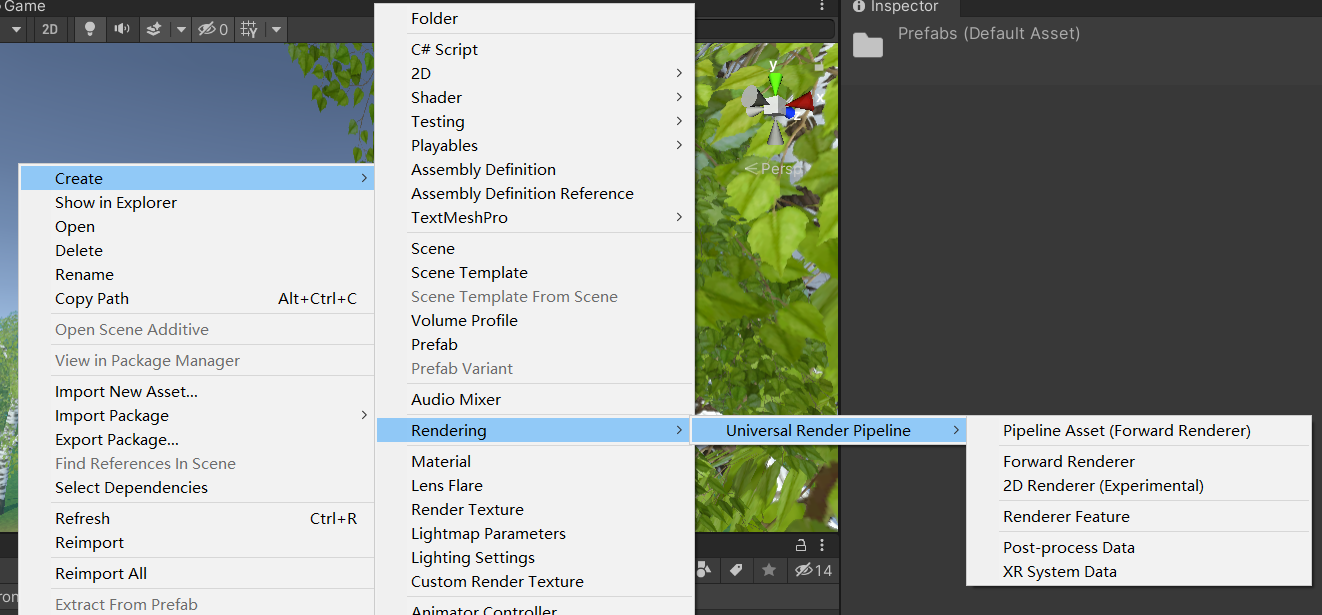 Game
2D
0
Create
Show in Explorer
Open
Delete
Rename
Copy Path Alt+Ctrl+C
Open Scene Additive
View in Package Manager
Import New Asset...
Import Package
Export Package...
Find References In Scene
Select Dependencies
Refresh Ctrl+R
Reimport
Reimport All
Extract From Prefab
Folder
C# Script
2D
Shader
Testing
Playables
Assembly Definition
Assembly Definition Reference
TextMeshPro
Scene
Scene Template
Scene Template From Scene
Volume Profile
Prefab
Prefab Variant
Audio Mixer
Rendering
Material
Lens Flare
Render Texture
Lightmap Parameters
Lighting Settings
Custom Render Texture
Animator Controller
Universal Render Pipeline
Pipeline Asset (Forward Renderer)
Forward Renderer
2D Renderer (Experimental)
Renderer Feature
Post-process Data
XR System Data
y
x
z
< Persp
14
Inspector
Prefabs (Default Asset)